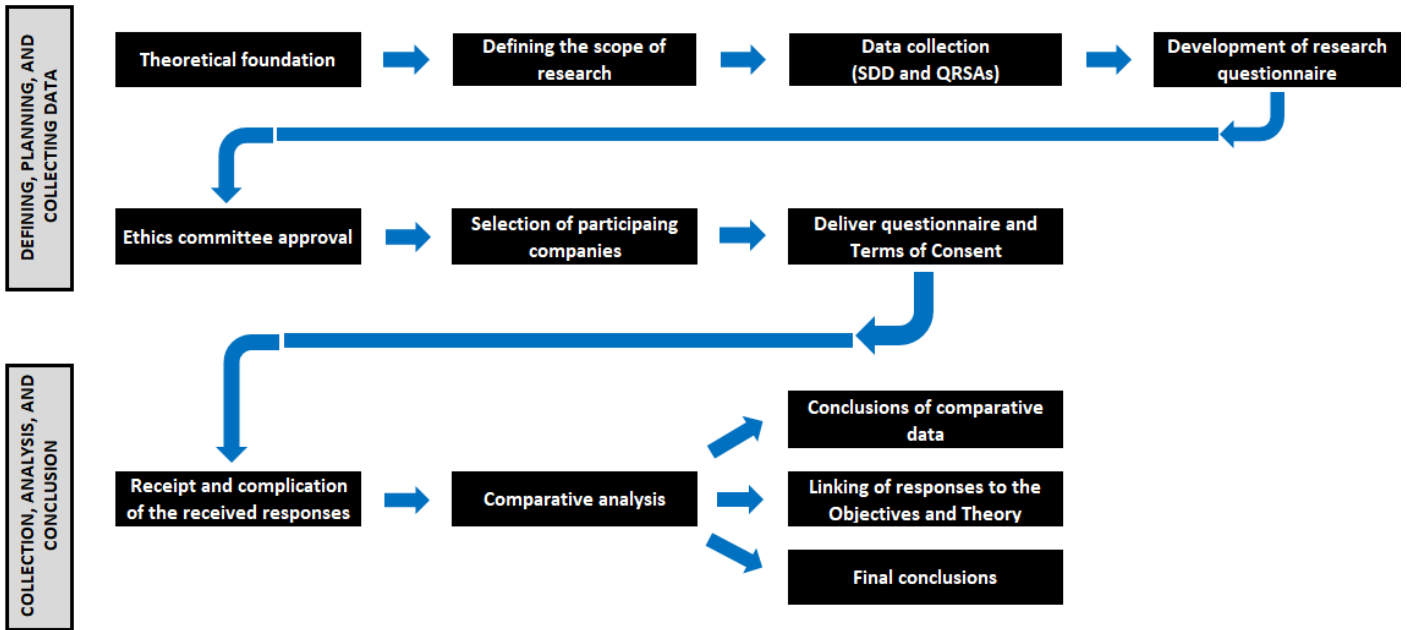 DEFINING, PLANNING, AND
COLLECTING DATA
Theoretical foundation
Defining the scope of
research
Data collection
(SDD and QRSAs)
Development of research
questionnaire
Ethics committee approval
Selection of participaing
companies
Deliver questionnaire and
Terms of Consent
COLLECTION, ANALYSIS, AND
CONCLUSION
Receipt and complication
of the received responses
Comparative analysis
Conclusions of comparative
data
Linking of responses to the
Objectives and Theory
Final conclusions